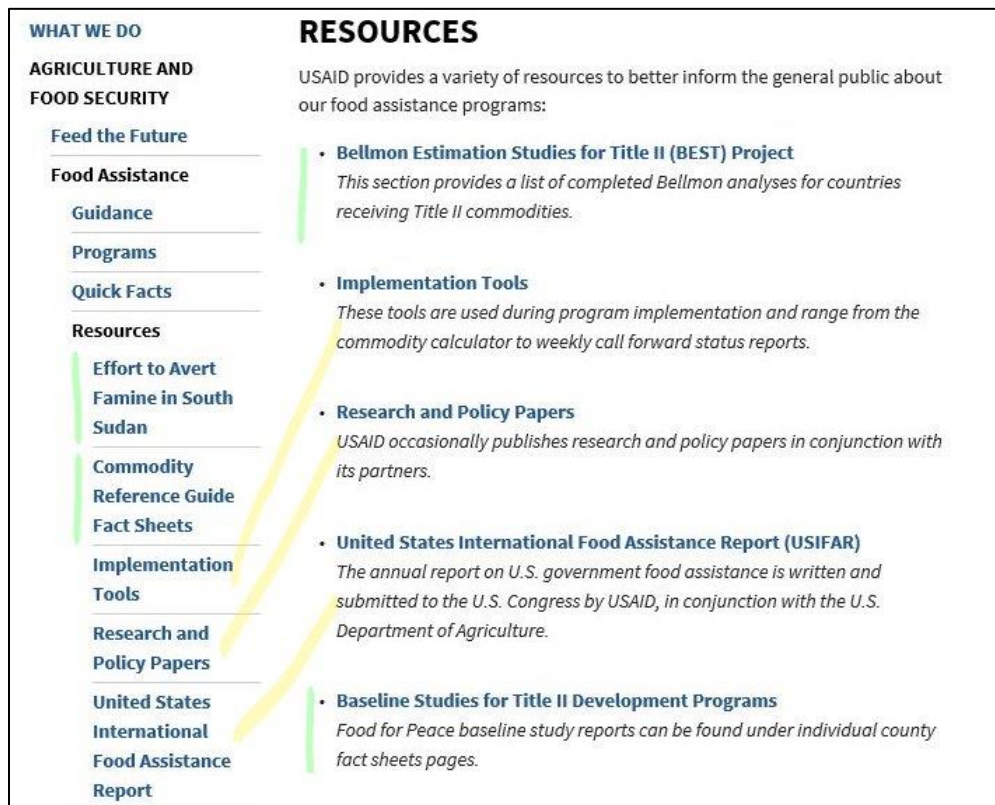 WHAT WE DO
AGRICULTURE AND
FOOD SECURITY
Feed the Future
Food Assistance
Guidance
Programs
Quick Facts
Resources
Effort to Avert
Famine in South
Sudan
Commodity
Reference Guide
Fact Sheets
Implementation
Tools
Research and
Policy Papers
United States
International
Food Assistance
Report
RESOURCES
USAID provides a variety of resources to better inform the general public about
our food assistance programs:
• Bellmon Estimation Studies for Title II (BEST) Project
This section provides a list of completed Bellmon analyses for countries
receiving Title II commodities.
• Implementation Tools
These tools are used during program implementation and range from the
commodity calculator to weekly call forward status reports.
• Research and Policy Papers
USAID occasionally publishes research and policy papers in conjunction with
its partners.
• United States International Food Assistance Report (USIFAR)
The annual report on U.S. government food assistance is written and
submitted to the U.S. Congress by USAID, in conjunction with the U.S.
Department of Agriculture.
• Baseline Studies for Title II Development Programs
Food for Peace baseline study reports can be found under individual county
fact sheets pages.